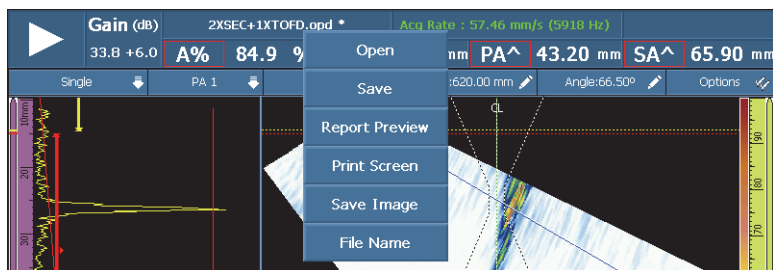 Gain (dB)
33.8 +6.0
2XSEC+1XTOFD.opd *
Acq Rate : 57.46 mm/s (5918 Hz)
A% 84.9 %
mm PA^ 43.20 mm SA^ 65.90 mm
Single
PA 1
:620.00 mm
Angle:66.50º
Options
Open
Save
Report Preview
Print Screen
Save Image
File Name
10mm
20
30
CL
90
80
70